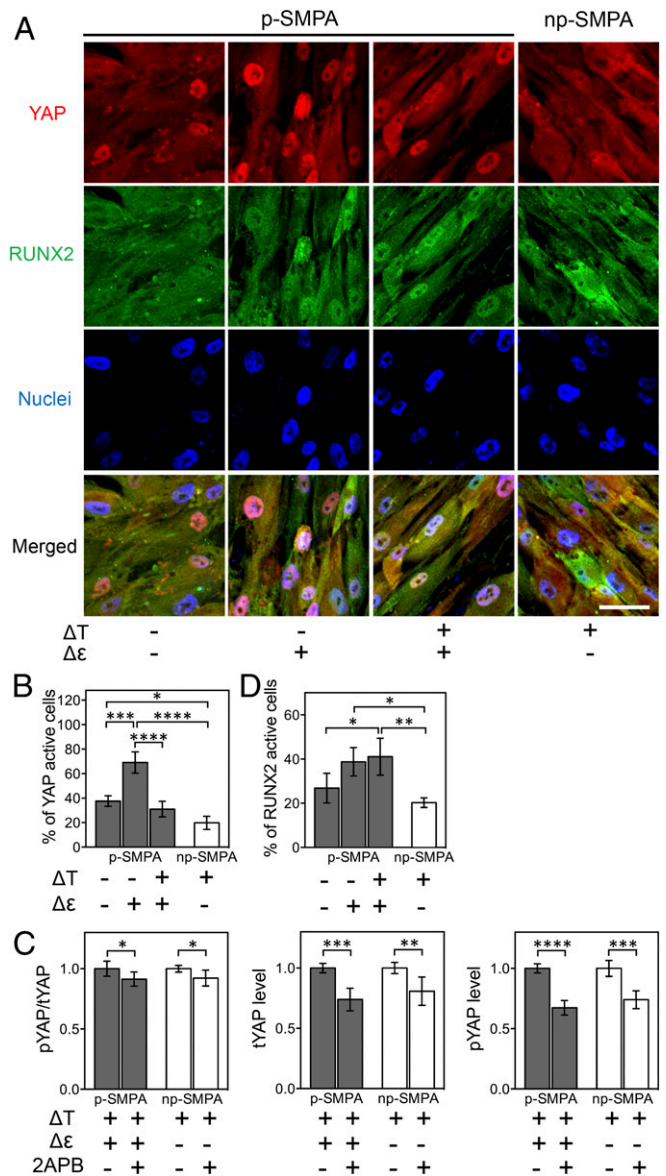 A
p-SMPA np-SMPA
YAP
RUNX2
Nuclei
Merged
ΔT - - + +
Δε - + + -
B
% of YAP active cells
120
100
80
60
40
20
0
*
*** ****
****
p-SMPA np-SMPA
ΔT - - + +
Δε - + + -
D
% of RUNX2 active cells
60
40
20
0
*
* **
p-SMPA np-SMPA
ΔT - - + +
Δε - + + -
C
pYAP/tYAP
1.0
0.5
0.0
* *
p-SMPA np-SMPA
tYAP level
1.0
0.5
0.0
*** **
p-SMPA np-SMPA
pYAP level
1.0
0.5
0.0
**** ***
p-SMPA np-SMPA
ΔT + + + + + + + + + + + +
Δε + + - - + + - - + + - -
2APB - + - + - + - + - + - +